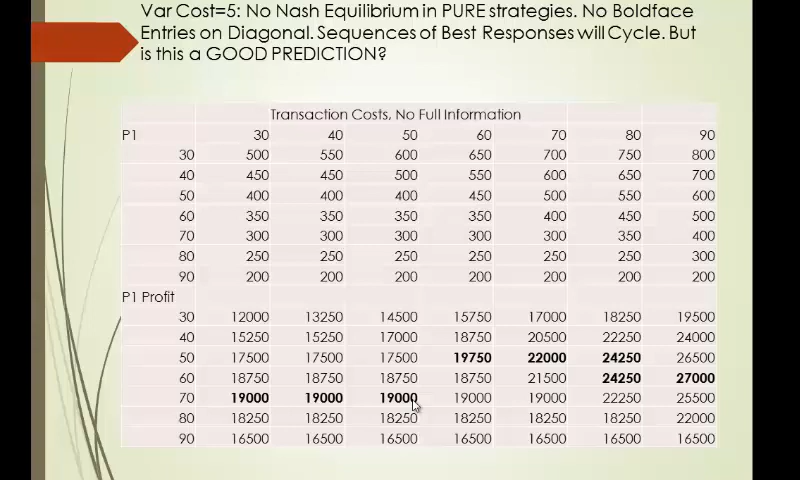 Var Cost=5: No Nash Equilibrium in PURE strategies. No Boldface
Entries on Diagonal. Sequences of Best Responses will Cycle. But
is this a GOOD PREDICTION?
Transaction Costs, No Full Information
P1 30 40 50 60 70 80 90
30 500 550 600 650 700 750 800
40 450 450 500 550 600 650 700
50 400 400 400 450 500 550 600
60 350 350 350 350 400 450 500
70 300 300 300 300 300 350 400
80 250 250 250 250 250 250 300
90 200 200 200 200 200 200 200
P1 Profit
30 12000 13250 14500 15750 17000 18250 19500
40 15250 15250 17000 18750 20500 22250 24000
50 17500 17500 17500 19750 22000 24250 26500
60 18750 18750 18750 18750 21500 24250 27000
70 19000 19000 19000 19000 19000 22250 25500
80 18250 18250 18250 18250 18250 18250 22000
90 16500 16500 16500 16500 16500 16500 16500